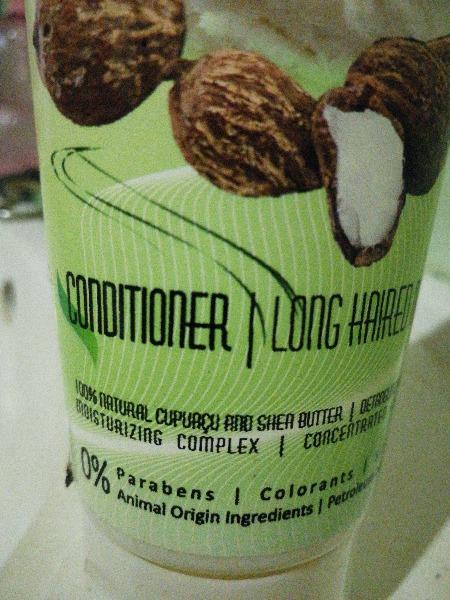 CONDITIONER | LONG HAIRED
100% NATURAL CUPUAÇU AND SHEA BUTTER |
MOISTURIZING COMPLEX | CONCENTRATED
0% Parabens | Colorants |
Animal Origin Ingredients |